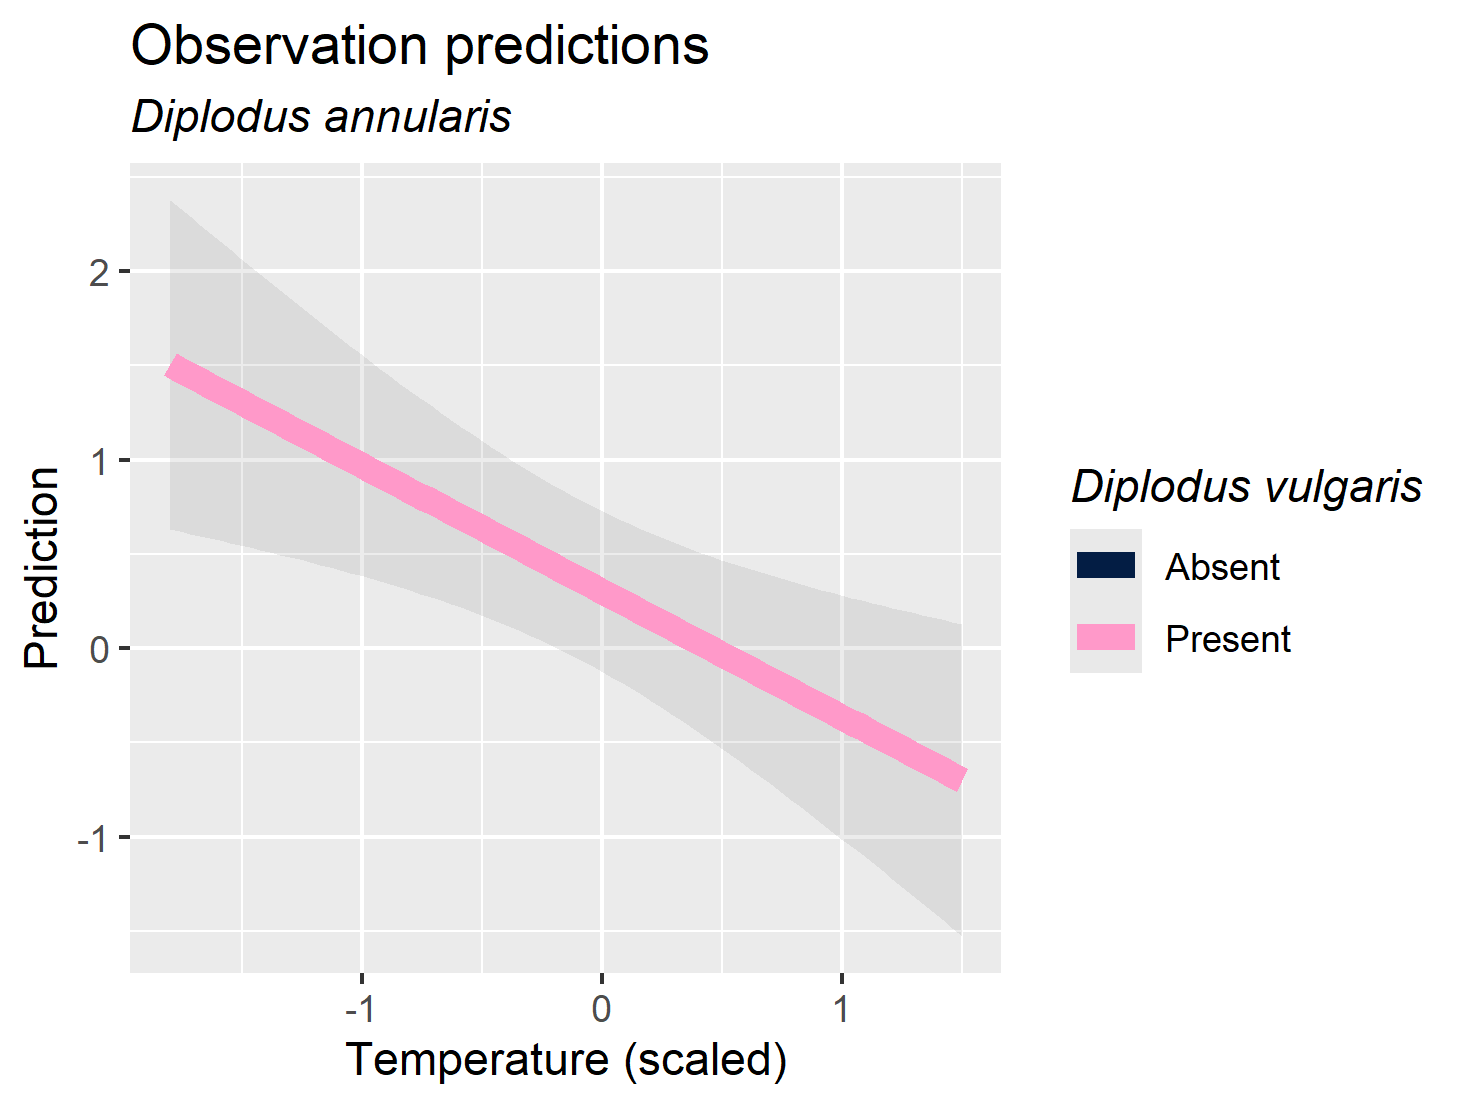 Observation predictions
Diplodus annularis
2
1
0
-1
Prediction
-1 0 1
Temperature (scaled)
Diplodus vulgaris
Absent
Present